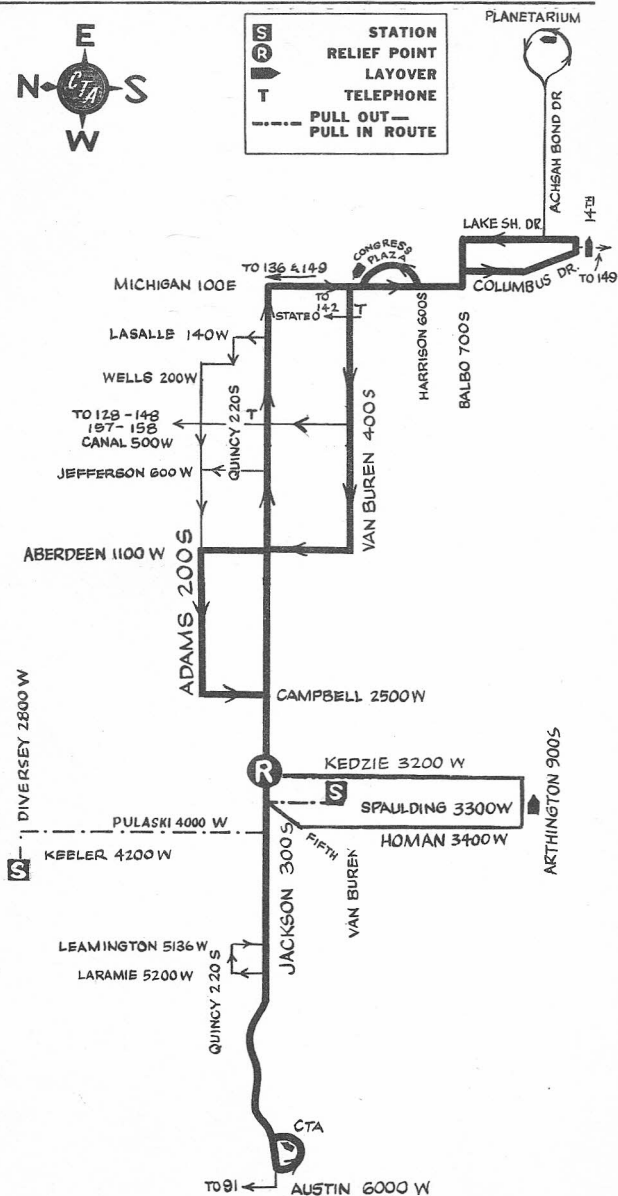 E
N
CTA
S
W
S STATION
R RELIEF POINT
LAYOVER
T TELEPHONE
PULL OUT—
PULL IN ROUTE
PLANETARIUM
ACHSAH BOND DR
14TH
LAKE SH. DR.
COLUMBUS DR.
TO 149
CONGRESS
PLAZA
TO 136 & 149
MICHIGAN 100E
TO
142
STATE 0
T
HARRISON 600S
BALBO 700S
LASALLE 140W
WELLS 200W
QUINCY 220S
T
TO 128-148
157-158
CANAL 500W
JEFFERSON 600W
VAN BUREN 400S
ABERDEEN 1100W
ADAMS 200S
CAMPBELL 2500W
DIVERSEY 2800W
R
KEDZIE 3200 W
S
SPAULDING 3300W
ARTHINGTON 900S
PULASKI 4000 W
HOMAN 3400W
FIFTH
S
KEELER 4200W
JACKSON 300S
VAN BUREN
LEAMINGTON 5136W
LARAMIE 5200W
QUINCY 220S
CTA
TO 91
AUSTIN 6000 W